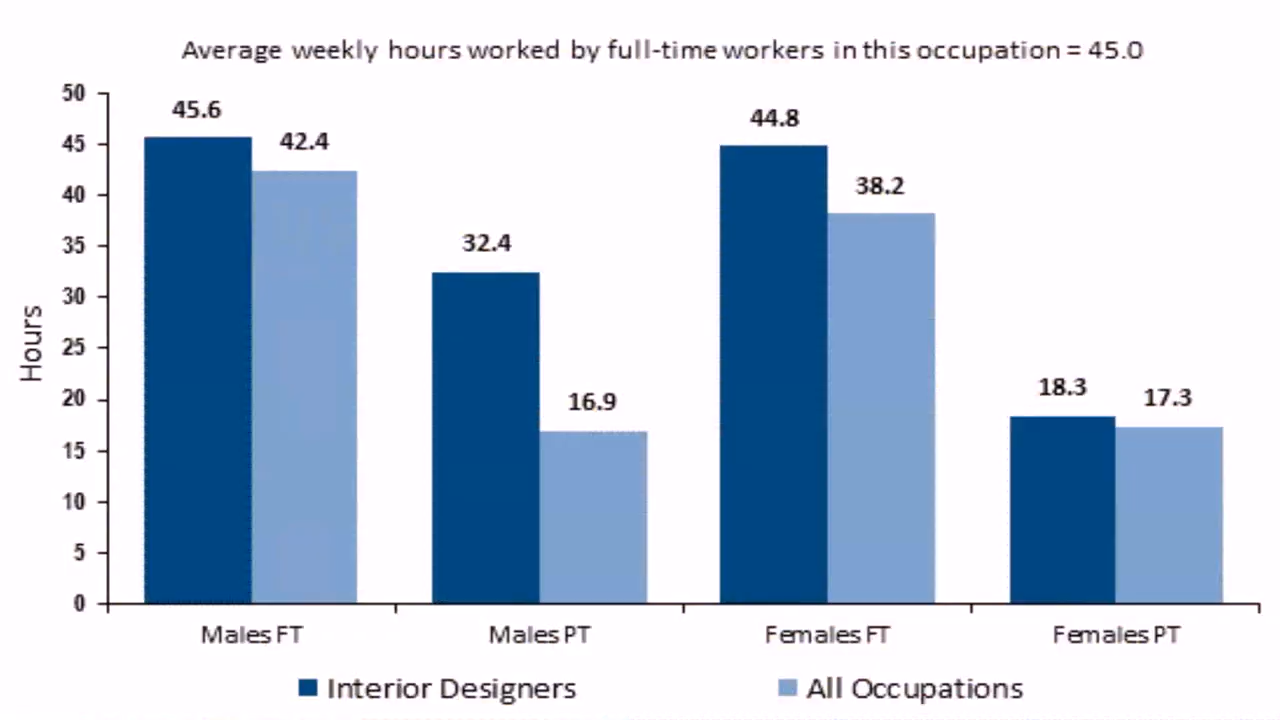 Average weekly hours worked by full-time workers in this occupation = 45.0
50
45
40
35
30
25
20
15
10
5
0
Hours
45.6
42.4
32.4
16.9
44.8
38.2
18.3
17.3
Males FT
Males PT
Females FT
Females PT
Interior Designers
All Occupations